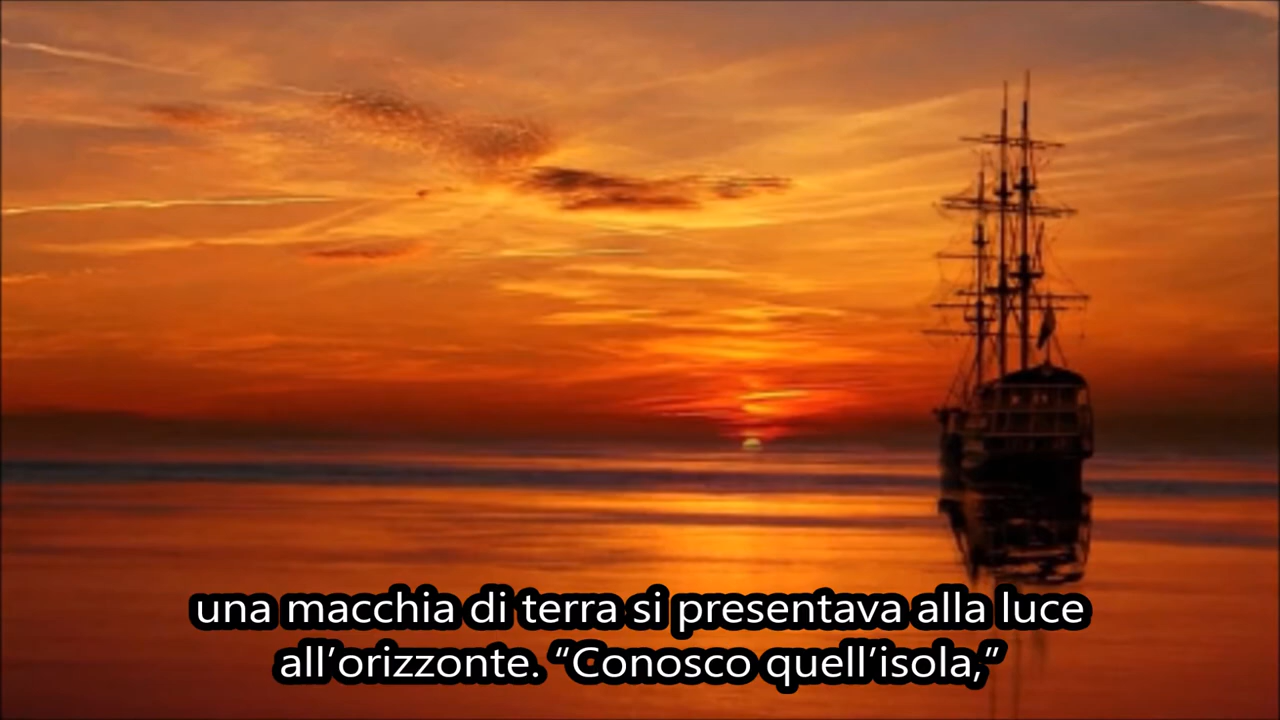 una macchia di terra si presentava alla luce
all’orizzonte. “Conosco quell’isola,”